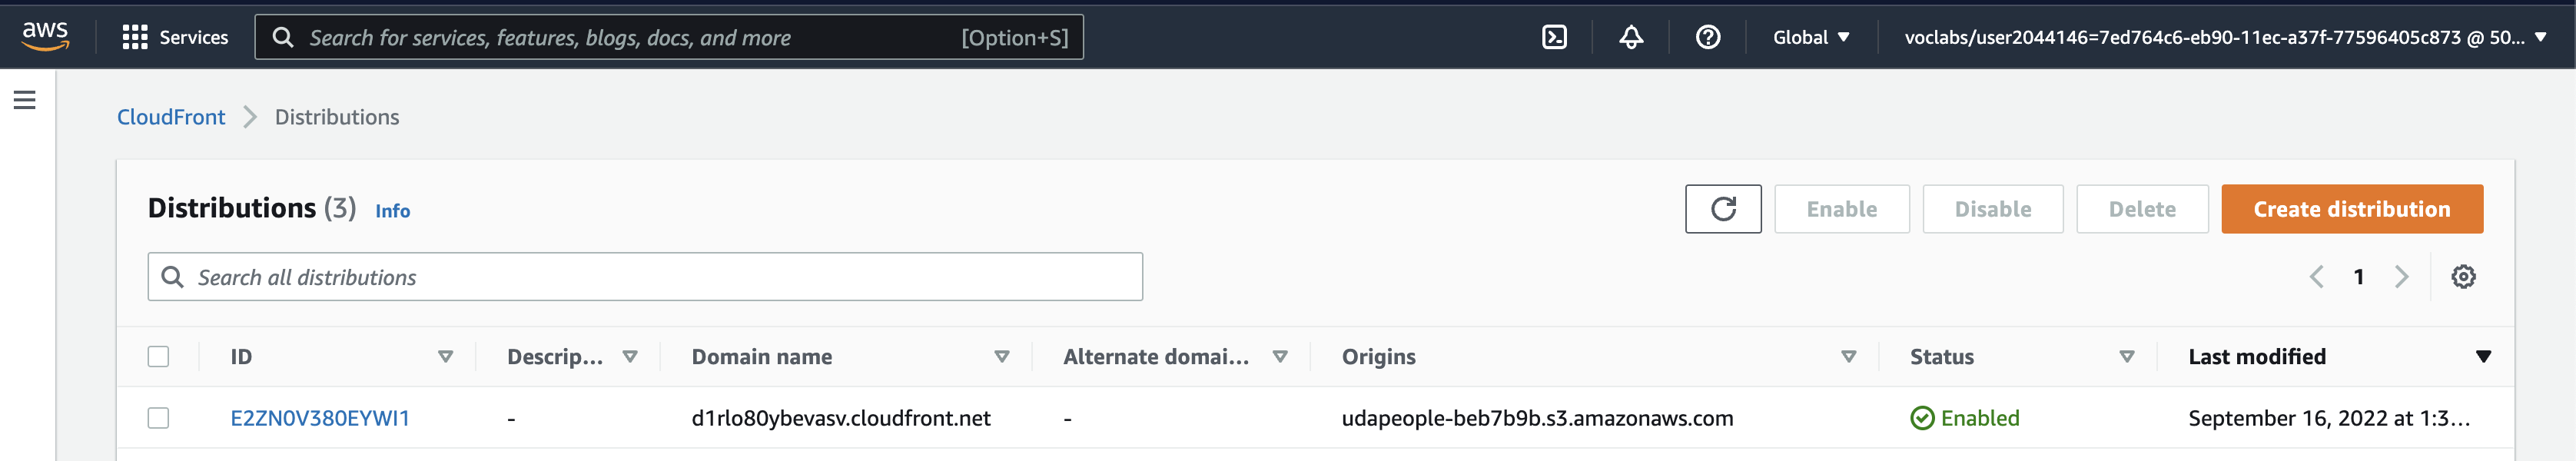 aws Services Search for services, features, blogs, docs, and more [Option+S] Global voclabs/user2044146=7ed764c6-eb90-11ec-a37f-77596405c873 @ 50...
CloudFront Distributions
Distributions (3) Info Enable Disable Delete Create distribution
Search all distributions 1
ID Descrip... Domain name Alternate domai... Origins Status Last modified
E2ZN0V380EYWI1 - d1rlo80ybevasv.cloudfront.net - udapeople-beb7b9b.s3.amazonaws.com Enabled September 16, 2022 at 1:3...